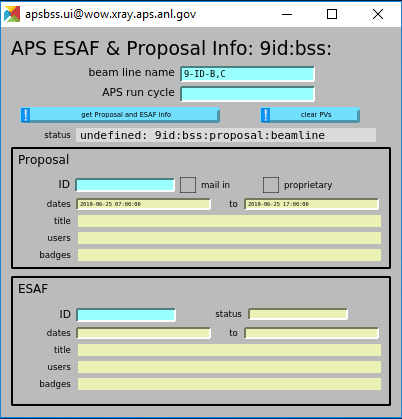 apsbss.ui@wow.xray.aps.anl.gov
APS ESAF & Proposal Info: 9id:bss:
beam line name 9-ID-B,C
APS run cycle
! get Proposal and ESAF info ! clear PVs
status undefined: 9id:bss:proposal:beamline
Proposal
ID mail in proprietary
dates 2019-06-25 07:00:00 to 2019-06-25 17:00:00
title
users
badges
ESAF
ID status
dates to
title
users
badges